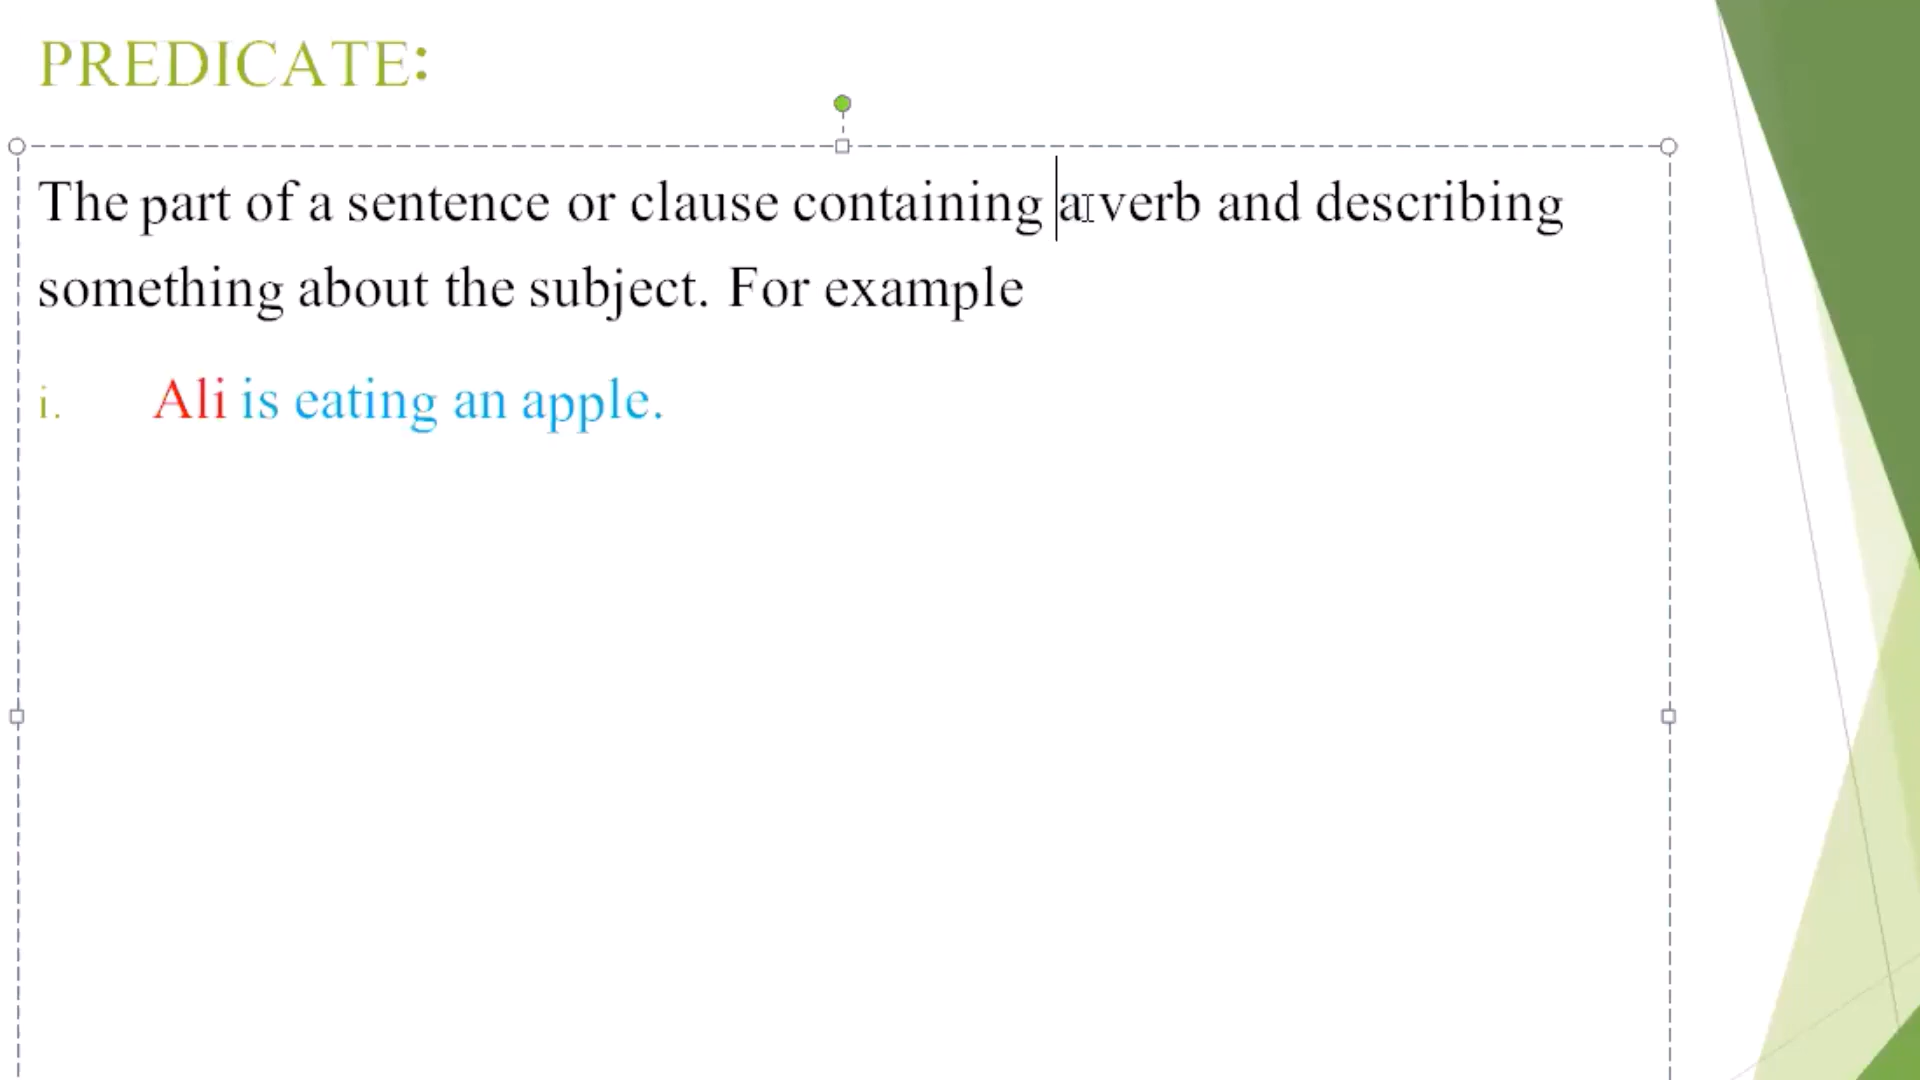 PREDICATE:
The part of a sentence or clause containing a verb and describing
something about the subject. For example
i. Ali is eating an apple.